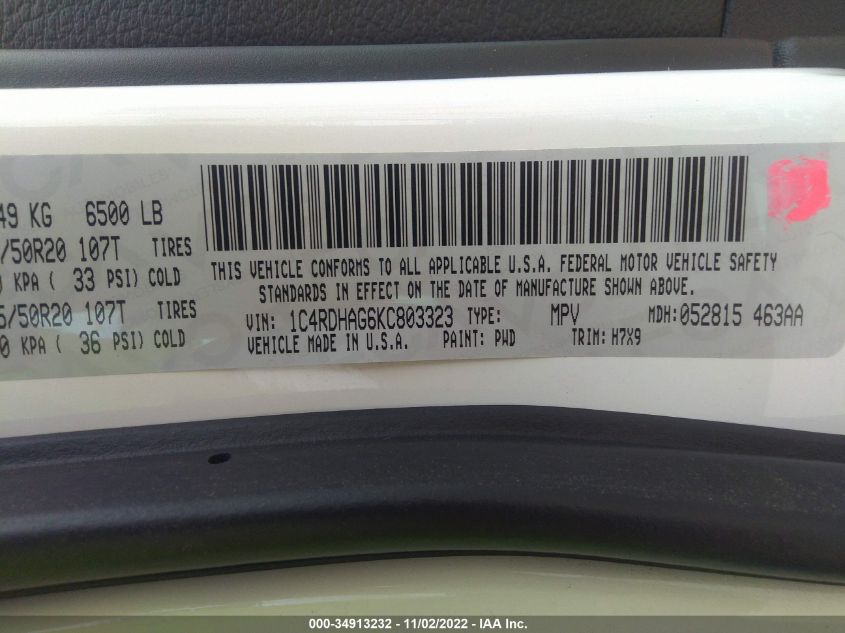 49 KG 6500 LB
/50R20 107T TIRES
KPA ( 33 PSI) COLD
5/50R20 107T TIRES
0 KPA ( 36 PSI) COLD
THIS VEHICLE CONFORMS TO ALL APPLICABLE U.S.A. FEDERAL MOTOR VEHICLE SAFETY
STANDARDS IN EFFECT ON THE DATE OF MANUFACTURE SHOWN ABOVE.
VIN: 1C4RDHAG6KC803323 TYPE: MPV MDH:052815 463AA
VEHICLE MADE IN U.S.A. PAINT: PWD TRIM: H7X9
000-34913232 - 11/02/2022 - IAA Inc.